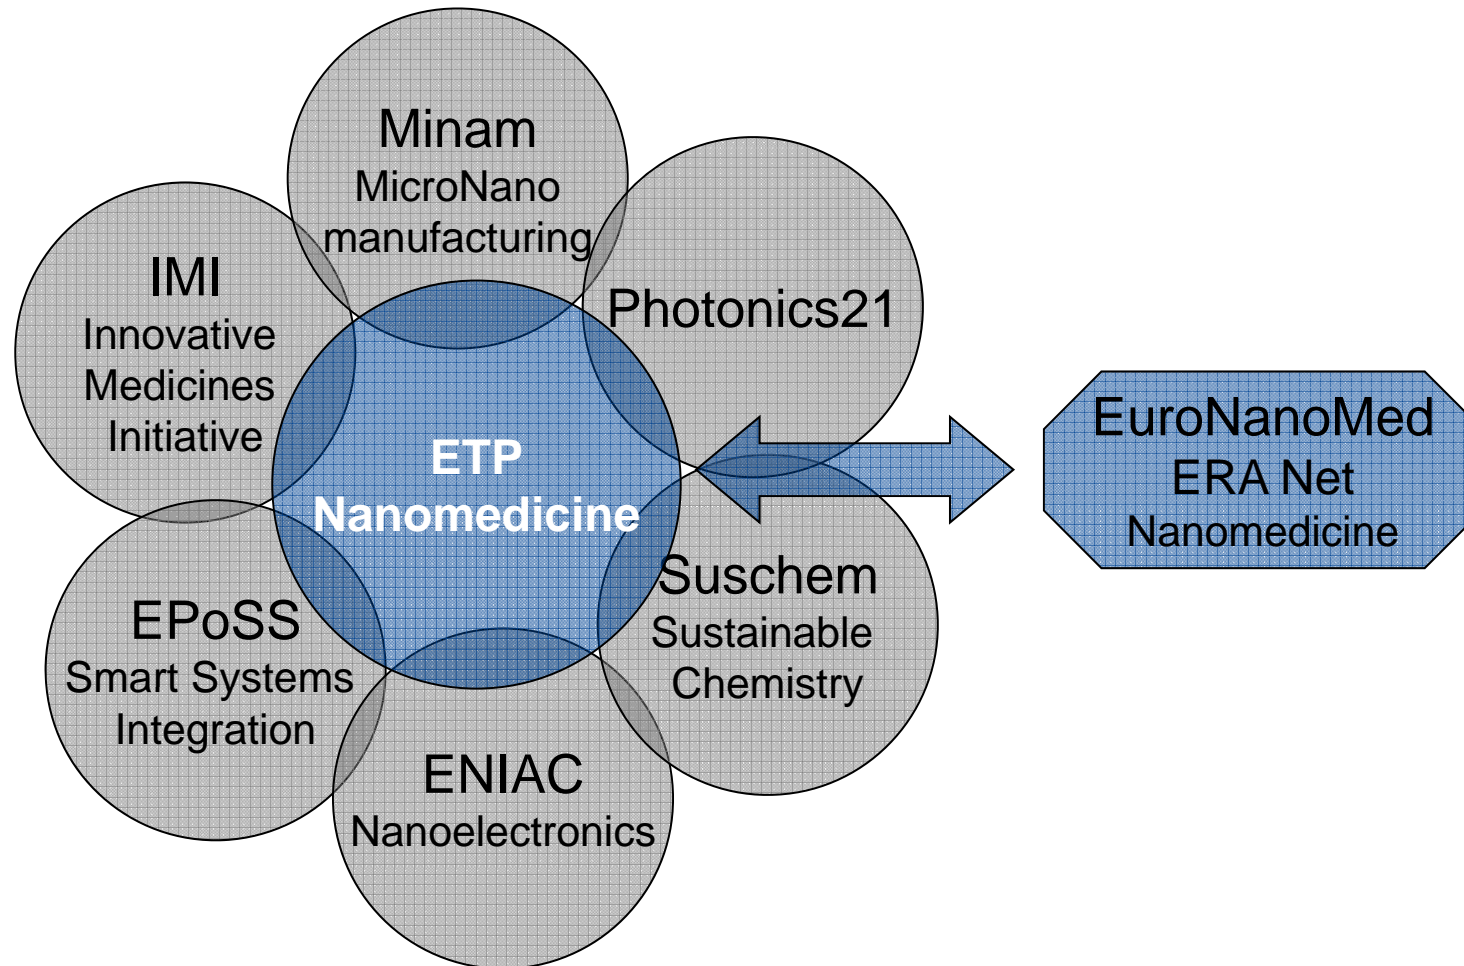 Minam
MicroNano
manufacturing
IMI
Innovative
Medicines
Initiative
Photonics21
ETP
Nanomedicine
EuroNanoMed
ERA Net
Nanomedicine
Suschem
Sustainable
Chemistry
EPoSS
Smart Systems
Integration
ENIAC
Nanoelectronics